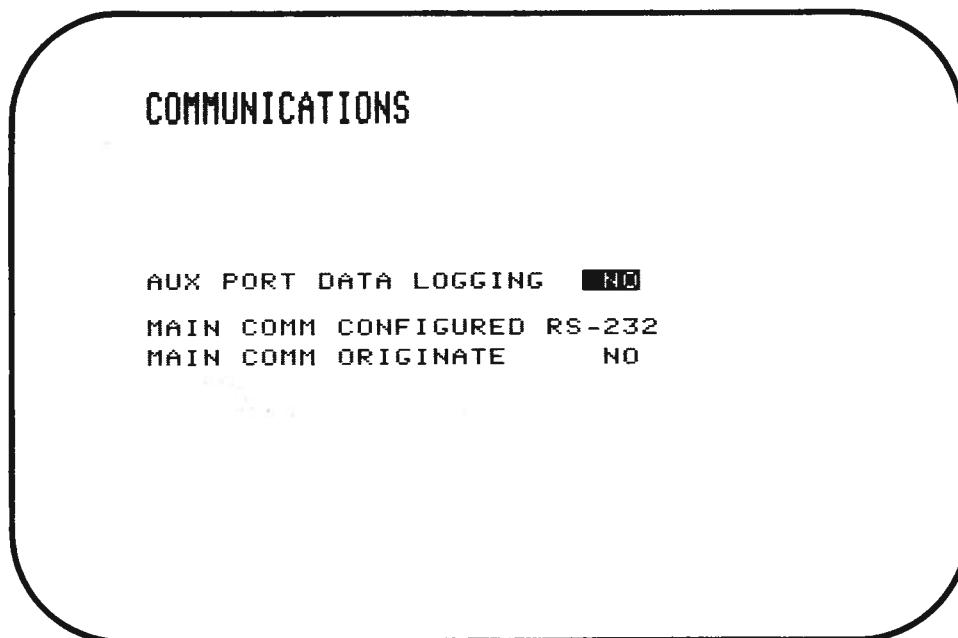 COMMUNICATIONS
AUX PORT DATA LOGGING NO
MAIN COMM CONFIGURED RS-232
MAIN COMM ORIGINATE NO